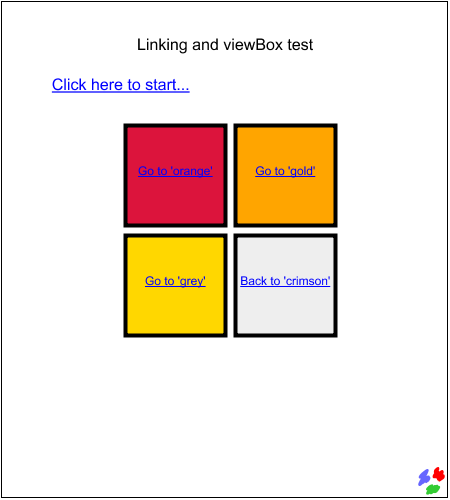 Linking and viewBox test
Click here to start...
Go to 'orange'
Go to 'gold'
Go to 'grey'
Back to 'crimson'